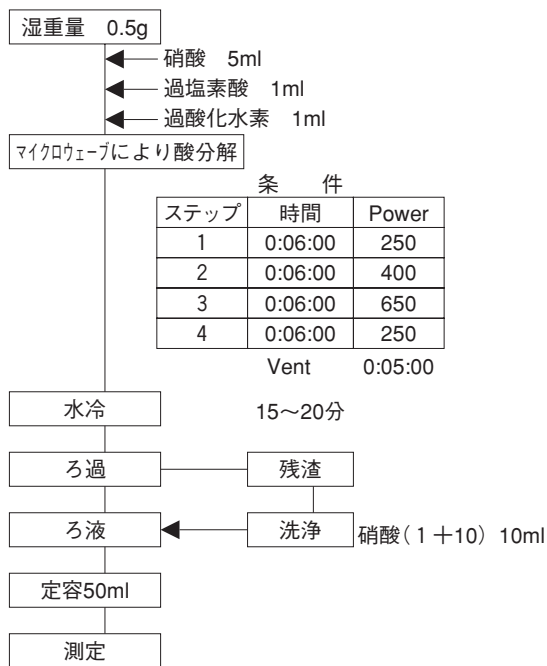 湿重量 0.5g
硝酸 5ml
過塩素酸 1ml
過酸化水素 1ml
ﾏｲｸﾛｳｪｰﾌﾞにより酸分解
条 件
ステップ 時間 Power
1 0:06:00 250
2 0:06:00 400
3 0:06:00 650
4 0:06:00 250
Vent 0:05:00
水冷 15〜20分
ろ過 残渣
ろ液 洗浄 硝酸(1+10) 10ml
定容50ml
測定